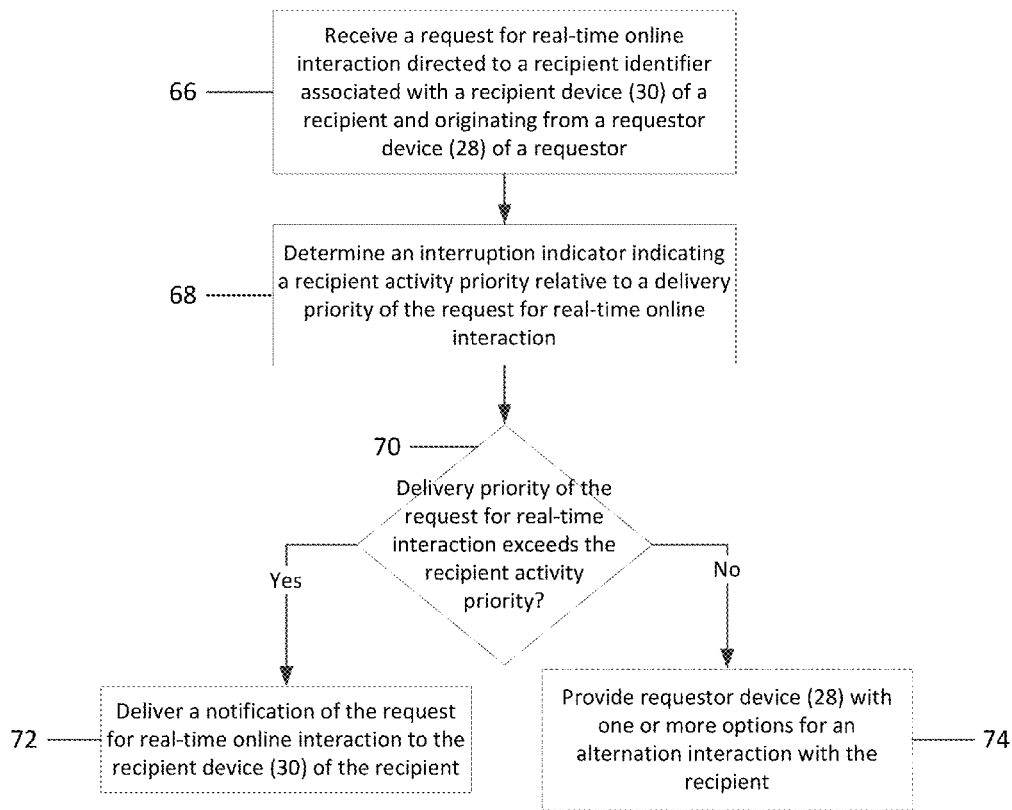 Receive a request for real-time online
interaction directed to a recipient identifier
associated with a recipient device (30) of a
recipient and originating from a requestor
device (28) of a requestor
66
Determine an interruption indicator indicating
a recipient activity priority relative to a delivery
priority of the request for real-time online
interaction
68
70
Delivery priority of the
request for real-time
interaction exceeds the
recipient activity
priority?
Yes
No
Deliver a notification of the request
for real-time online interaction to the
recipient device (30) of the recipient
72
Provide requestor device (28) with
one or more options for an
alternation interaction with the
recipient
74